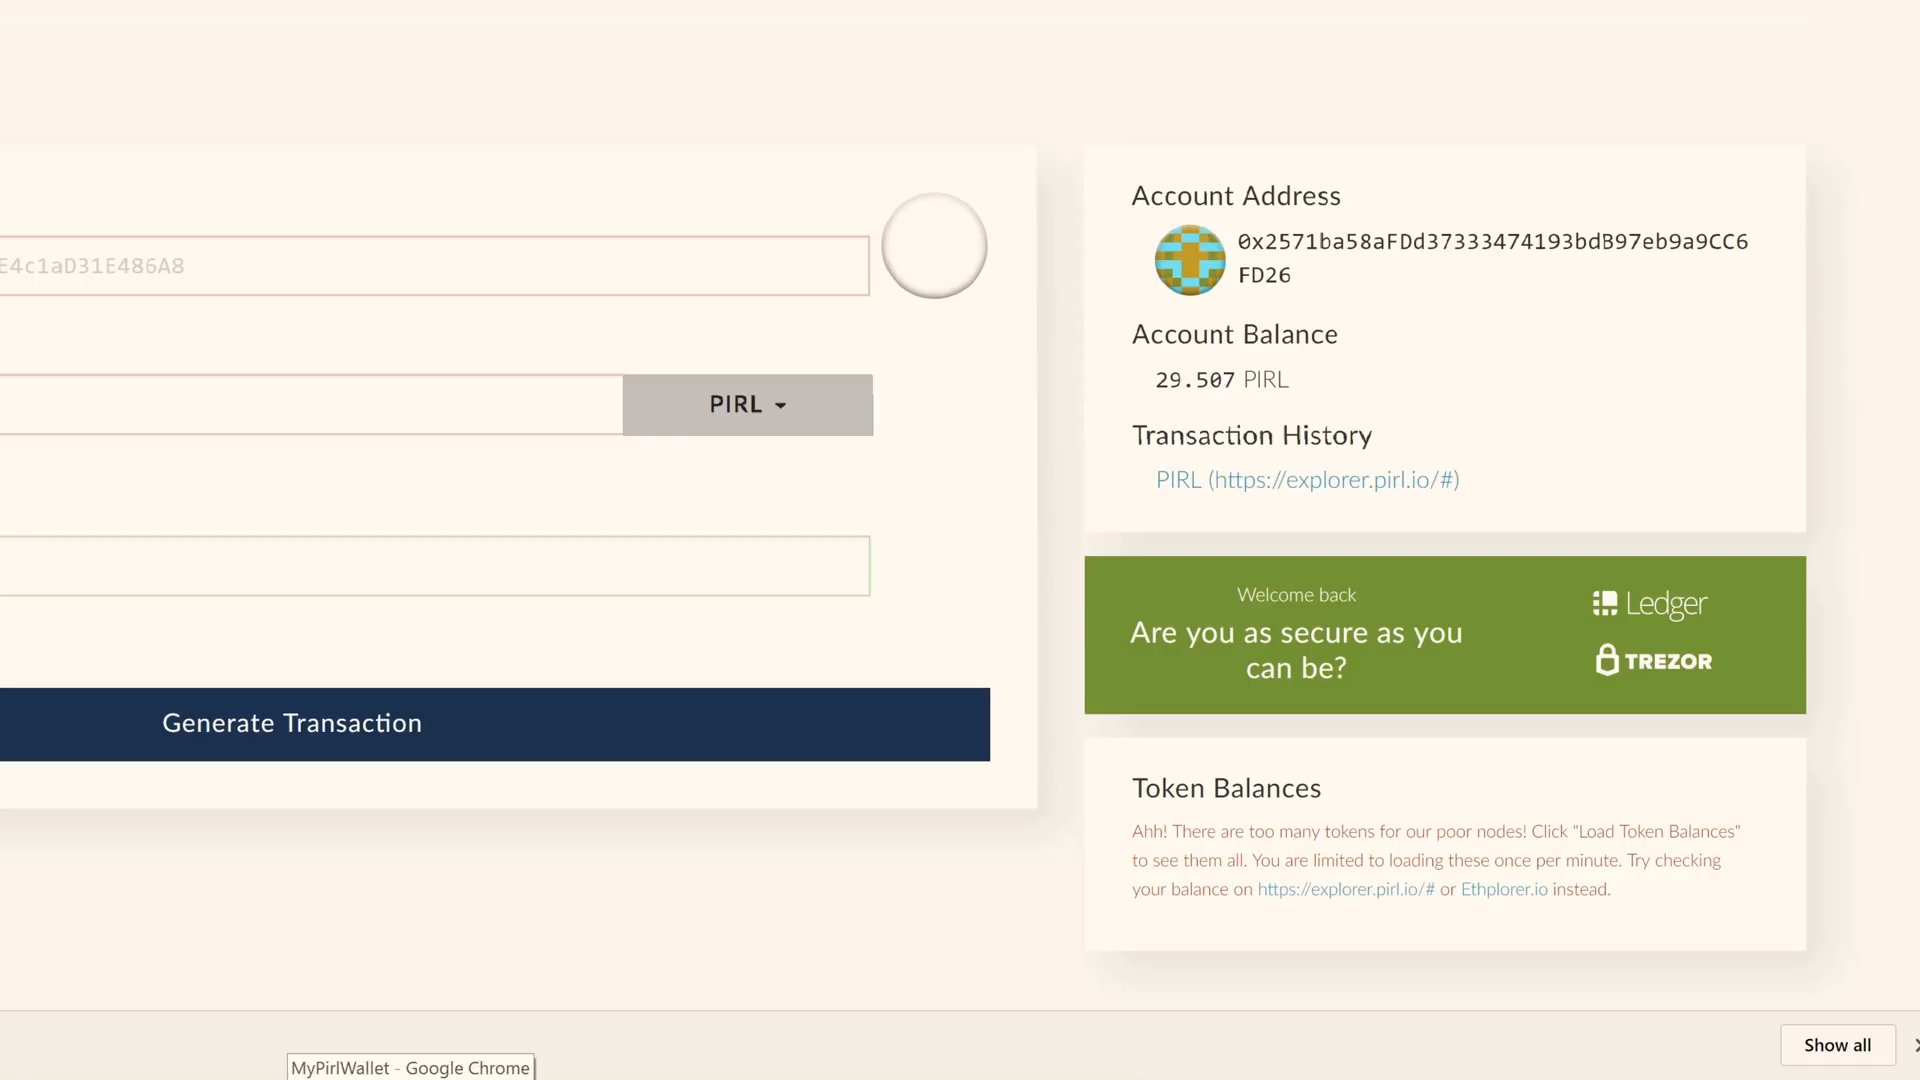 E4c1aD31E486A8
PIRL
Generate Transaction
Account Address
0x2571ba58aFDd37333474193bdB97eb9a9CC6
FD26
Account Balance
29.507 PIRL
Transaction History
PIRL (https://explorer.pirl.io/#)
Welcome back
Are you as secure as you
can be?
Ledger
TREZOR
Token Balances
Ahh! There are too many tokens for our poor nodes! Click "Load Token Balances"
to see them all. You are limited to loading these once per minute. Try checking
your balance on https://explorer.pirl.io/# or Ethplorer.io instead.
Show all
MyPirlWallet - Google Chrome